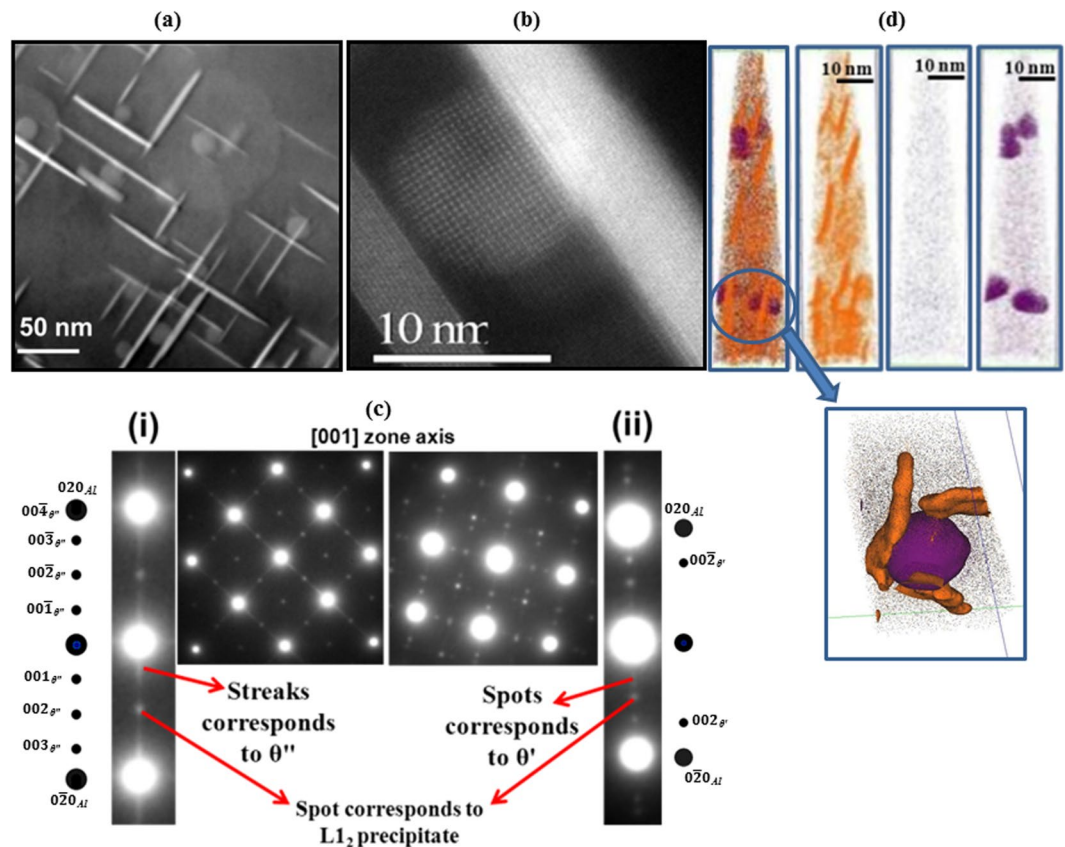 (a)
(b)
(d)
50 nm
10 nm
10 nm
10 nm
10 nm
(c)
(i)
[001] zone axis
(ii)
020Al
004̅θ''
003̅θ''
002̅θ''
001̅θ''
001θ''
002θ''
003θ''
02̅0Al
Streaks
corresponds
to θ''
Spots
corresponds
to θ'
Spot corresponds to
L1₂ precipitate
020Al
002̅θ'
002θ'
02̅0Al